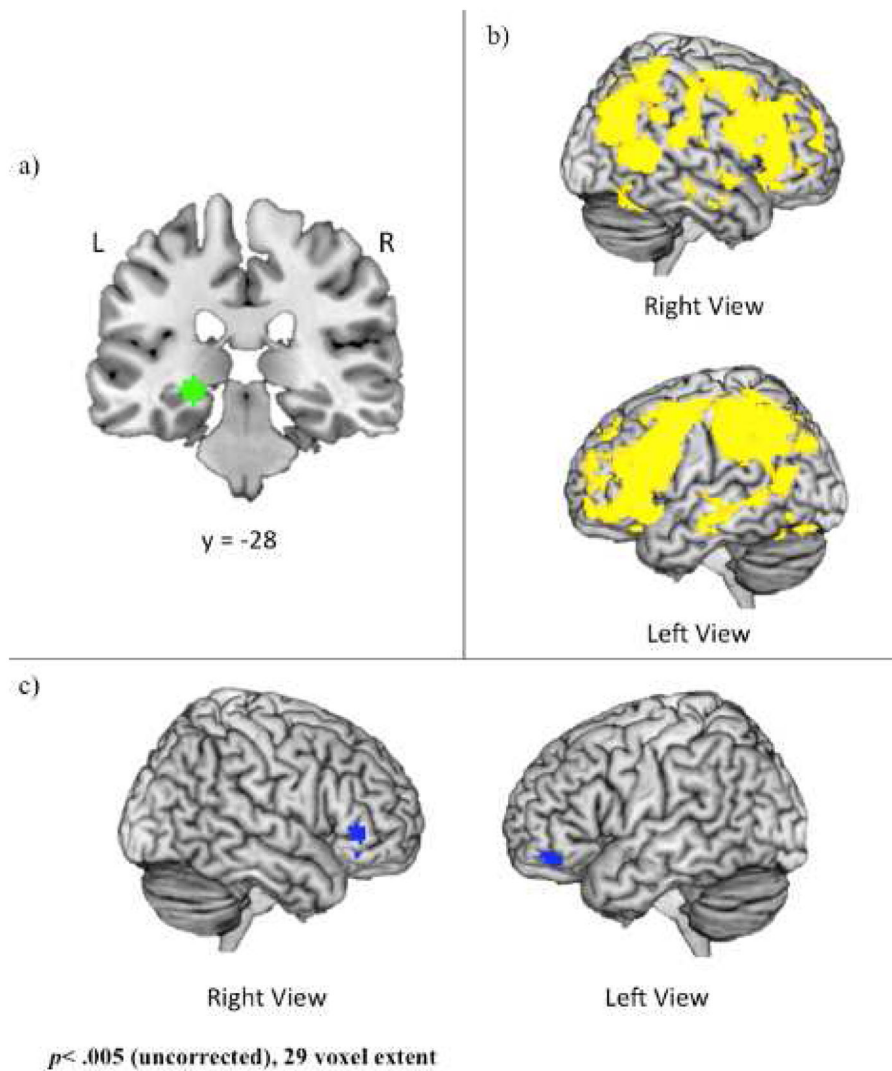 a)
L
R
y = -28
b)
Right View
Left View
c)
Right View
Left View
p< .005 (uncorrected), 29 voxel extent